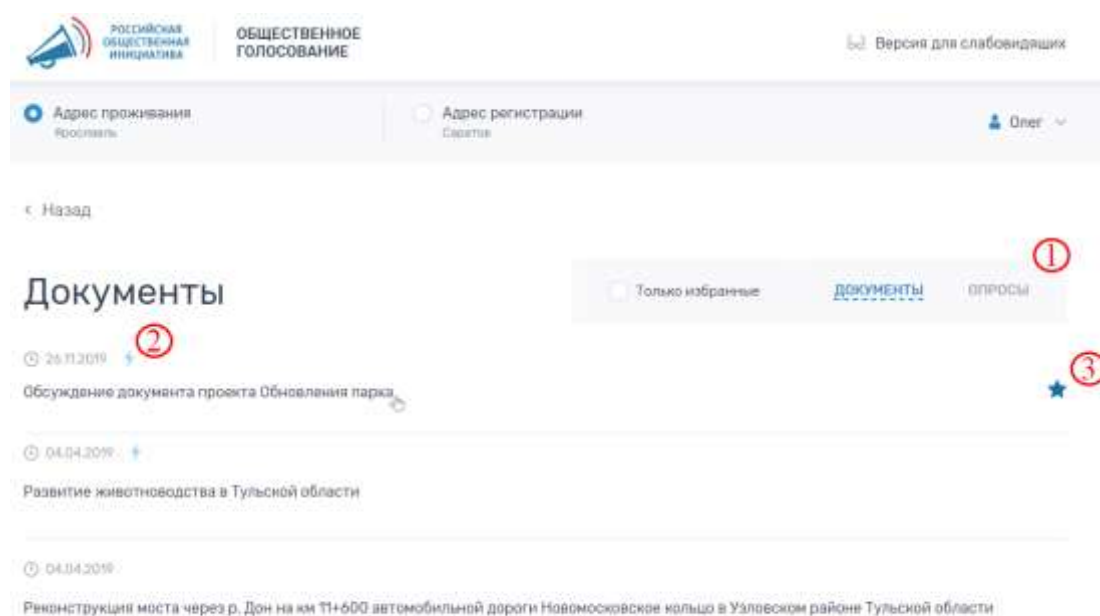 РОССИЙСКАЯ
ОБЩЕСТВЕННАЯ
ИНИЦИАТИВА
ОБЩЕСТВЕННОЕ
ГОЛОСОВАНИЕ
Версия для слабовидящих
Адрес проживания
Ярославль
Адрес регистрации
Саратов
Олег
< Назад
1
Документы
Только избранные
ДОКУМЕНТЫ
ОПРОСЫ
2
26.11.2019
3
Обсуждение документа проекта Обновления парка
04.04.2019
Развитие животноводства в Тульской области
04.04.2019
Реконструкция моста через р. Дон на км 11+600 автомобильной дороги Новомосковское кольцо в Узловском районе Тульской области